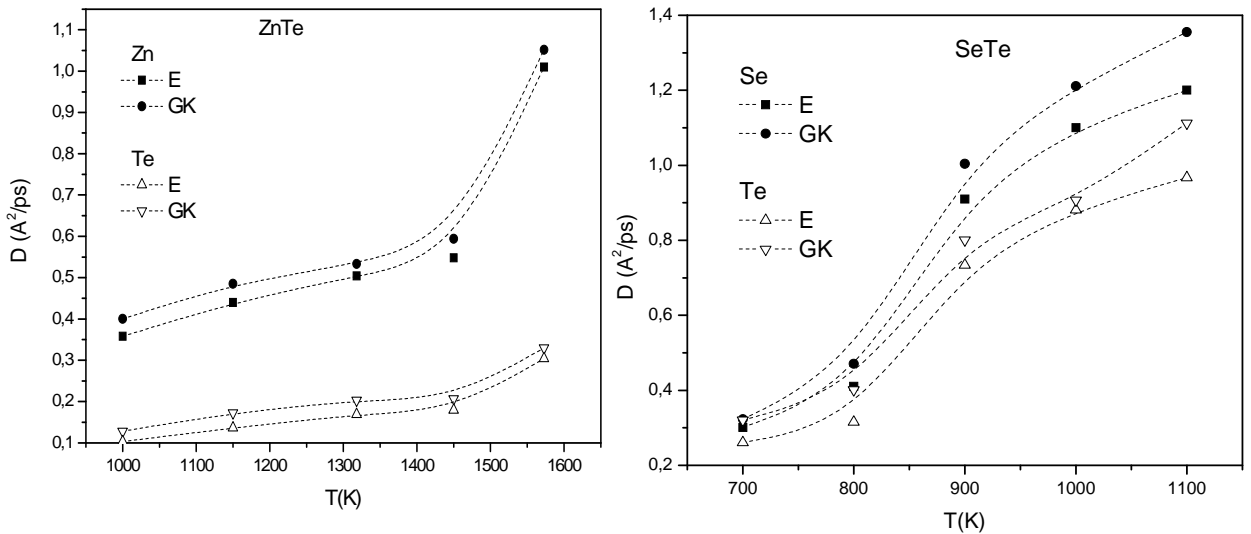 ZnTe
Zn
E
GK
Te
E
GK
D (A²/ps)
1,1
1,0
0,9
0,8
0,7
0,6
0,5
0,4
0,3
0,2
0,1
1000 1100 1200 1300 1400 1500 1600
T(K)
SeTe
Se
E
GK
Te
E
GK
D (A²/ps)
1,4
1,2
1,0
0,8
0,6
0,4
0,2
700 800 900 1000 1100
T(K)